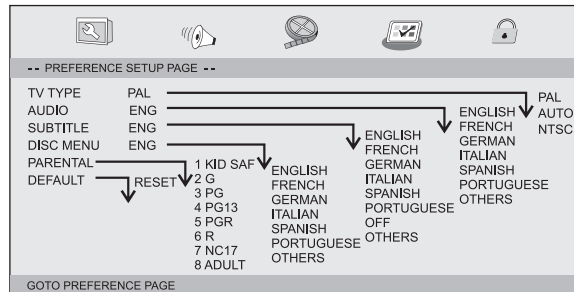 -- PREFERENCE SETUP PAGE --
TV TYPE PAL
AUDIO ENG
SUBTITLE ENG
DISC MENU ENG
PARENTAL
DEFAULT RESET
1 KID SAF
2 G
3 PG
4 PG13
5 PGR
6 R
7 NC17
8 ADULT
ENGLISH
FRENCH
GERMAN
ITALIAN
SPANISH
PORTUGUESE
OTHERS
ENGLISH
FRENCH
GERMAN
ITALIAN
SPANISH
PORTUGUESE
OFF
OTHERS
ENGLISH
FRENCH
GERMAN
ITALIAN
SPANISH
PORTUGUESE
OTHERS
PAL
AUTO
NTSC
GOTO PREFERENCE PAGE